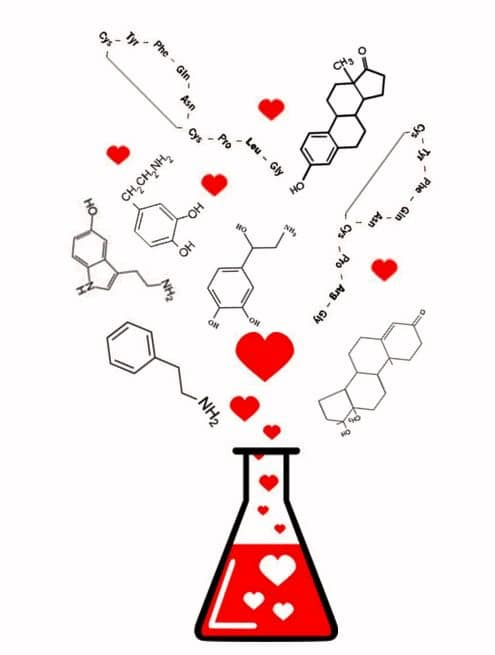 Cys - Tyr - Phe - Gln - Asn - Cys - Pro - Leu - Gly
O
CH₃
HO
Cys - Tyr - Phe - Gln - Asn - Cys - Pro - Arg - Gly
CH₂CH₂NH₂
OH
OH
HO
HN
NH₂
HO
NH₂
OH
OH
NH₂
O